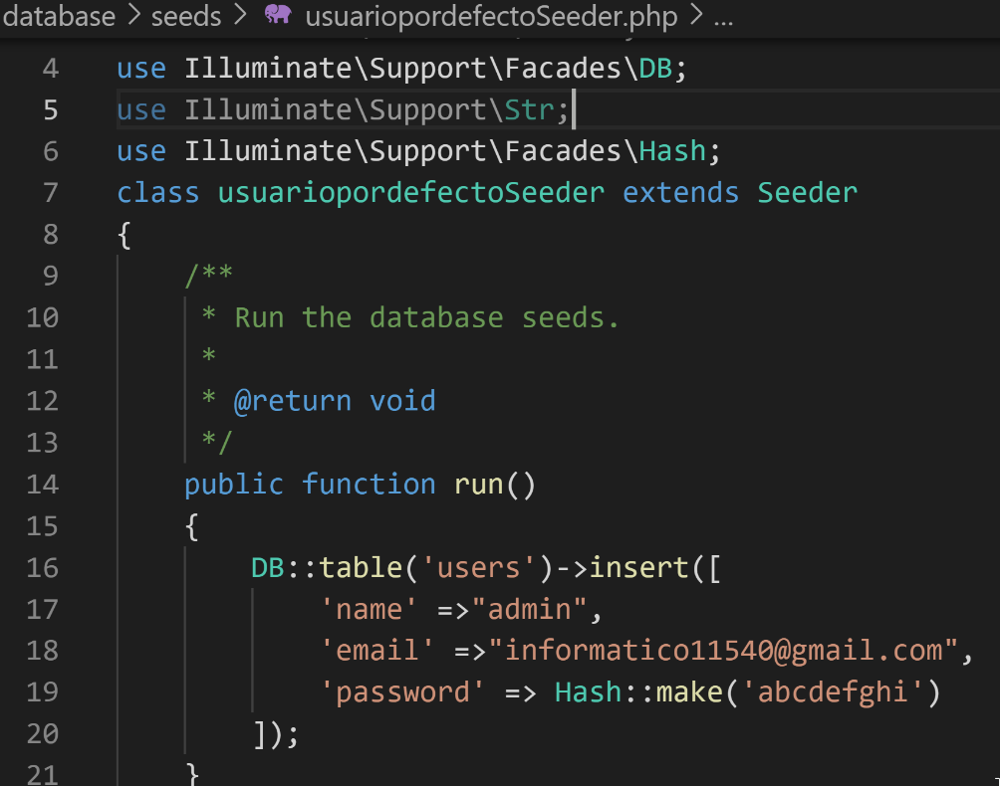 database > seeds > usuariopordefectoSeeder.php > ...
4 use Illuminate\Support\Facades\DB;
5 use Illuminate\Support\Str;
6 use Illuminate\Support\Facades\Hash;
7 class usuariopordefectoSeeder extends Seeder
8 {
9 /**
10 * Run the database seeds.
11 *
12 * @return void
13 */
14 public function run()
15 {
16 DB::table('users')->insert([
17 'name' =>"admin",
18 'email' =>"informatico11540@gmail.com",
19 'password' => Hash::make('abcdefghi')
20 ]);
21 }